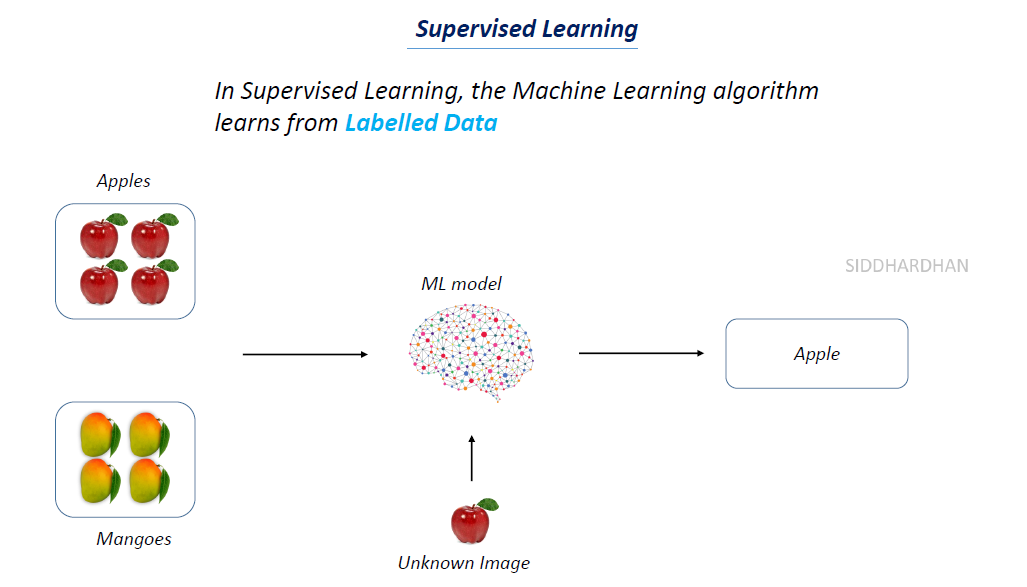 Supervised Learning
In Supervised Learning, the Machine Learning algorithm
learns from Labelled Data
Apples
SIDDHARDHAN
ML model
Apple
Mangoes
Unknown Image